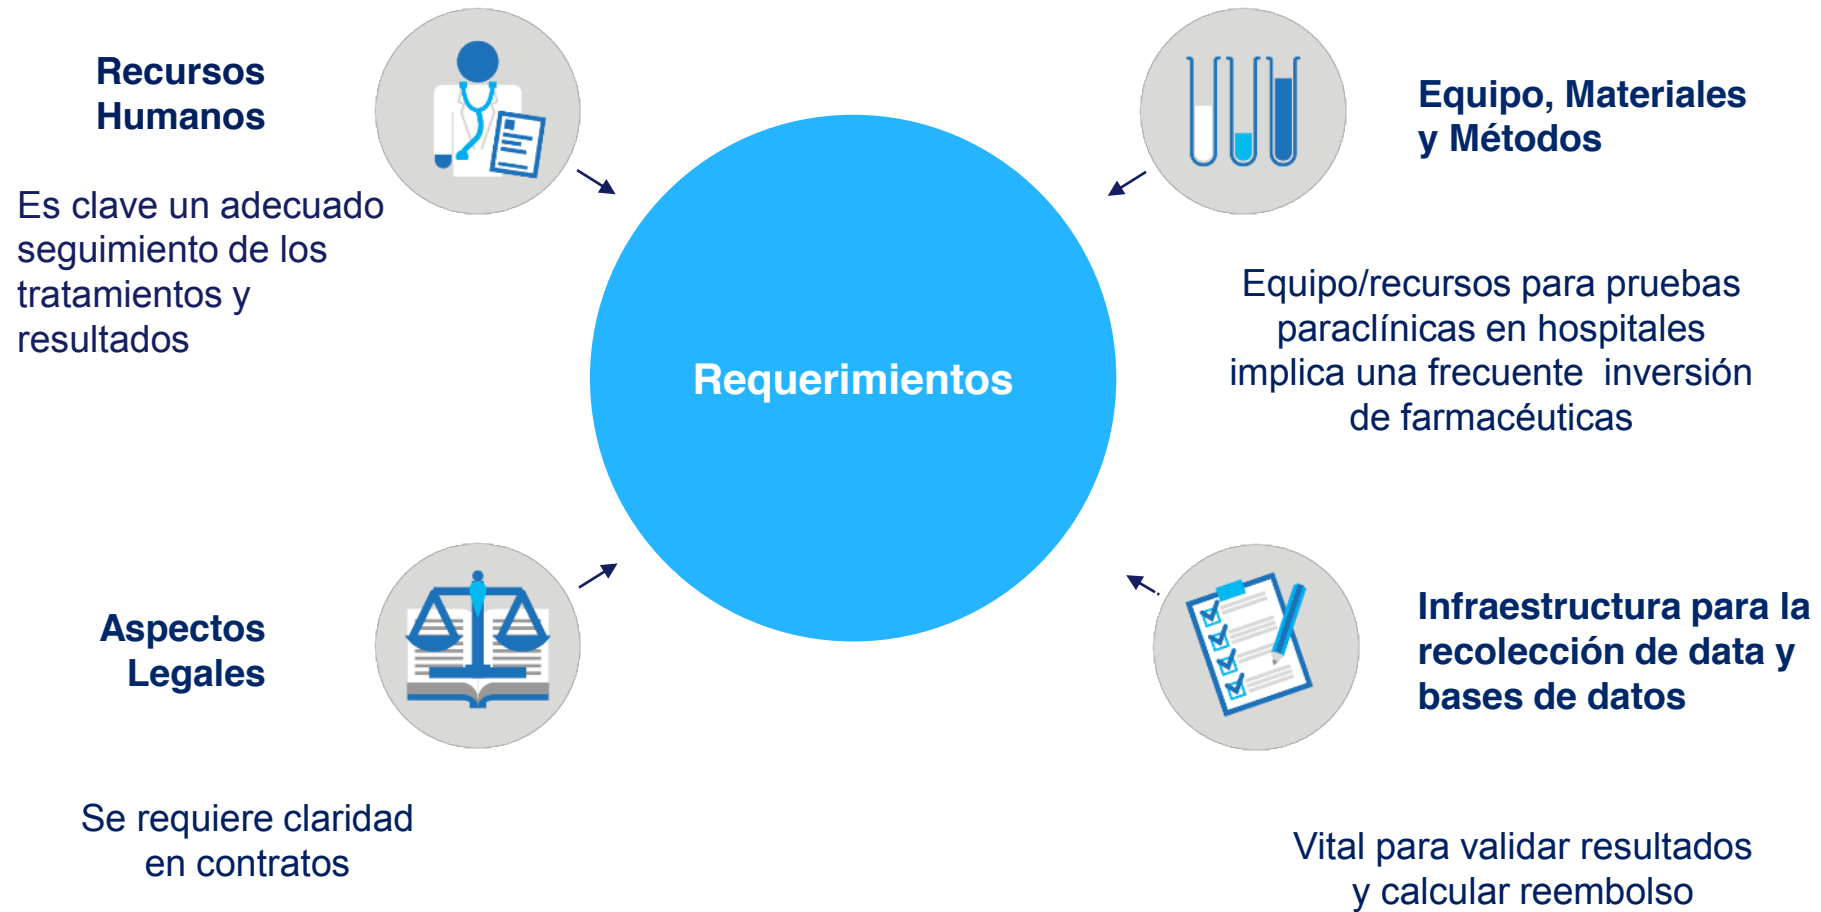 Recursos
Humanos
Es clave un adecuado
seguimiento de los
tratamientos y
resultados
Equipo, Materiales
y Métodos
Equipo/recursos para pruebas
paraclínicas en hospitales
implica una frecuente  inversión
de farmacéuticas
Requerimientos
Aspectos
Legales
Se requiere claridad
en contratos
Infraestructura para la
recolección de data y
bases de datos
Vital para validar resultados
y calcular reembolso